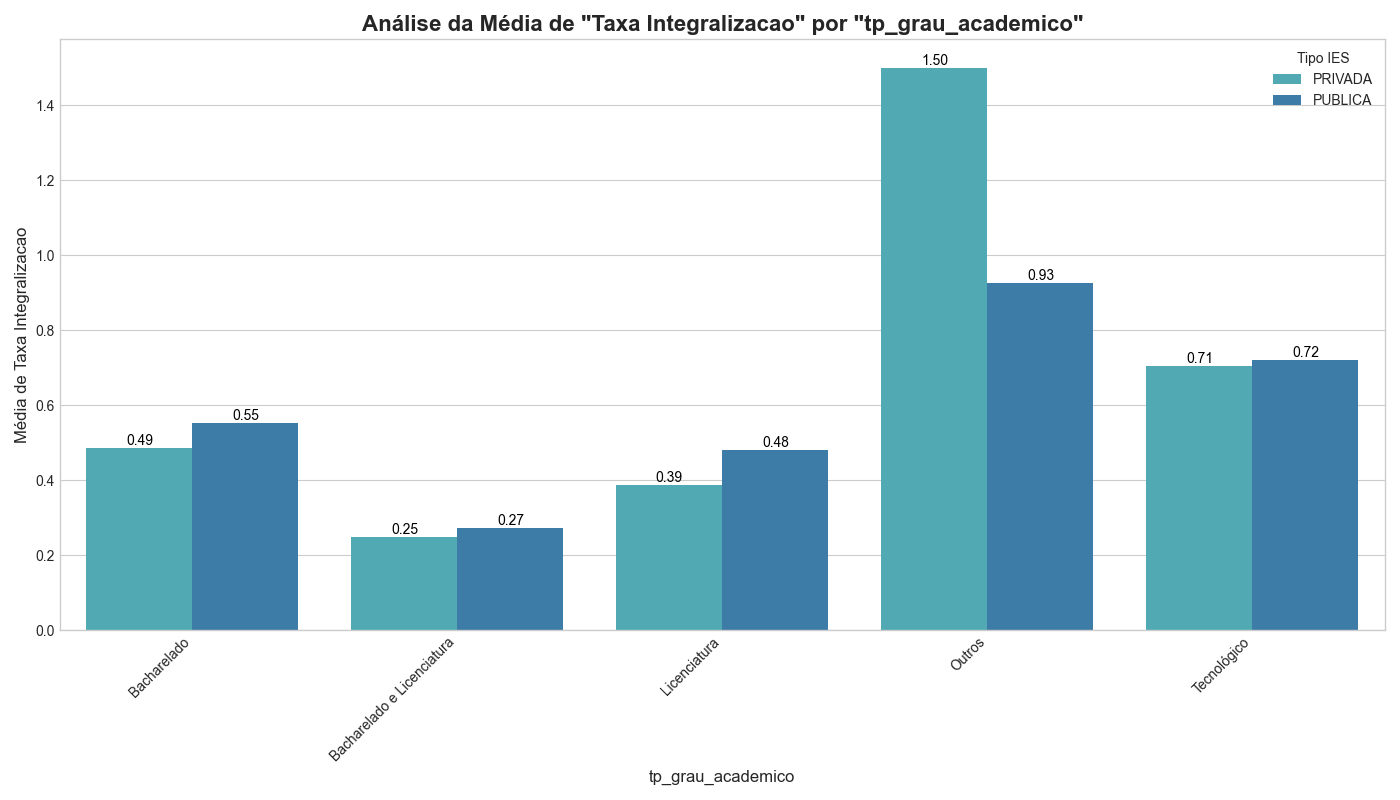 Análise da Média de "Taxa Integralizacao" por "tp_grau_academico"
Tipo IES
PRIVADA
PUBLICA
Média de Taxa Integralizacao
1.4
1.2
1.0
0.8
0.6
0.4
0.2
0.0
0.49
0.55
0.25
0.27
0.39
0.48
1.50
0.93
0.71
0.72
Bacharelado
Bacharelado e Licenciatura
Licenciatura
Outros
Tecnológico
tp_grau_academico